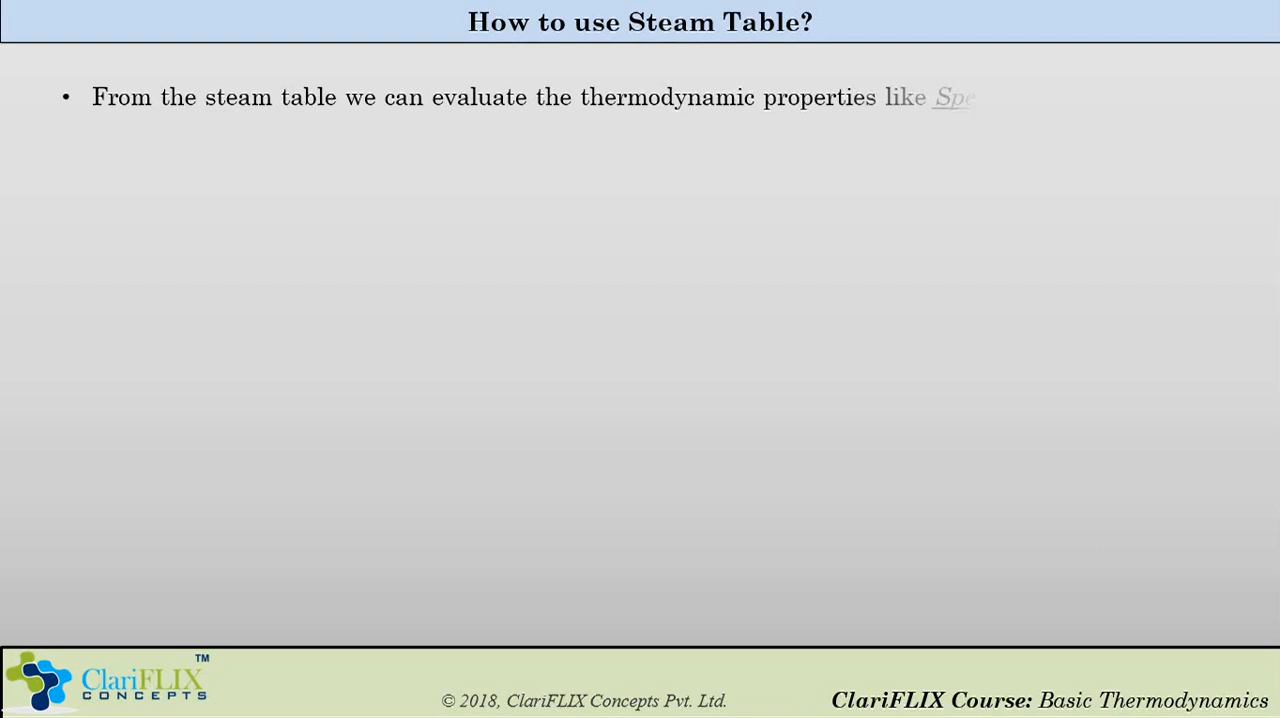 How to use Steam Table?
• From the steam table we can evaluate the thermodynamic properties like
ClariFLIX TM
CONCEPTS
© 2018, ClariFLIX Concepts Pvt. Ltd.
ClariFLIX Course: Basic Thermodynamics